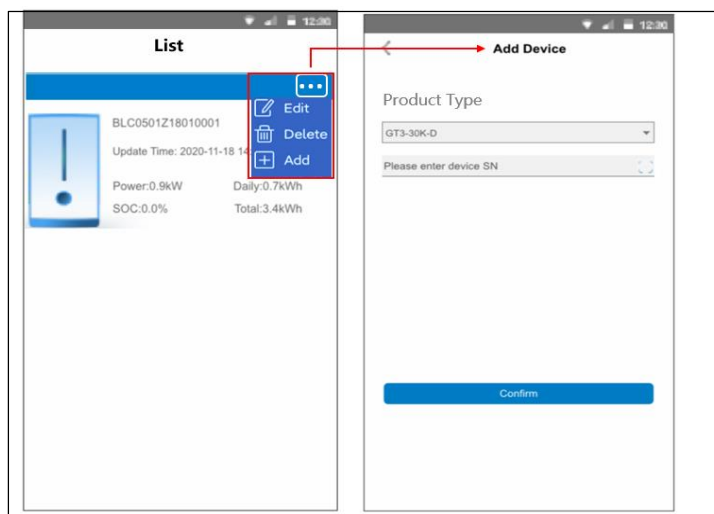 12:30
List
Edit
BLC0501Z18010001
Delete
Update Time: 2020-11-18 14:
Add
Power:0.9kW Daily:0.7kWh
SOC:0.0% Total:3.4kWh
12:30
Add Device
Product Type
GT3-30K-D
Please enter device SN
Confirm